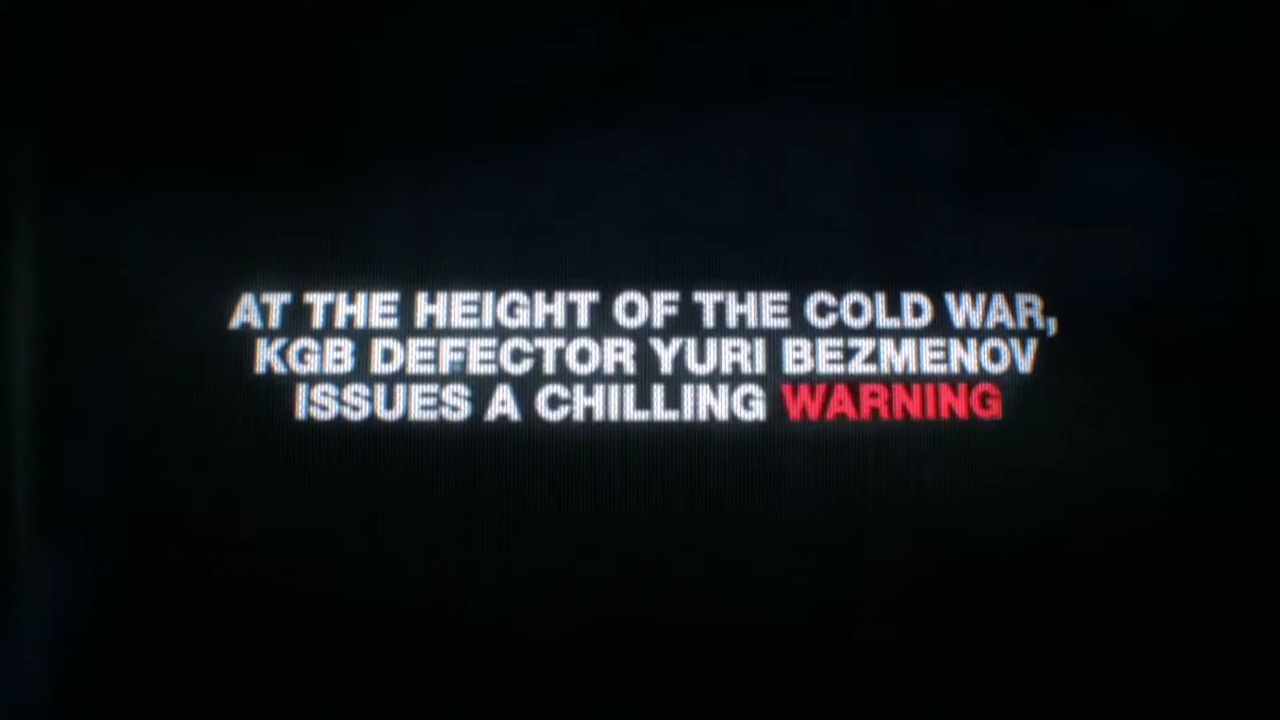 AT THE HEIGHT OF THE COLD WAR,
KGB DEFECTOR YURI BEZMENOV
ISSUES A CHILLING WARNING